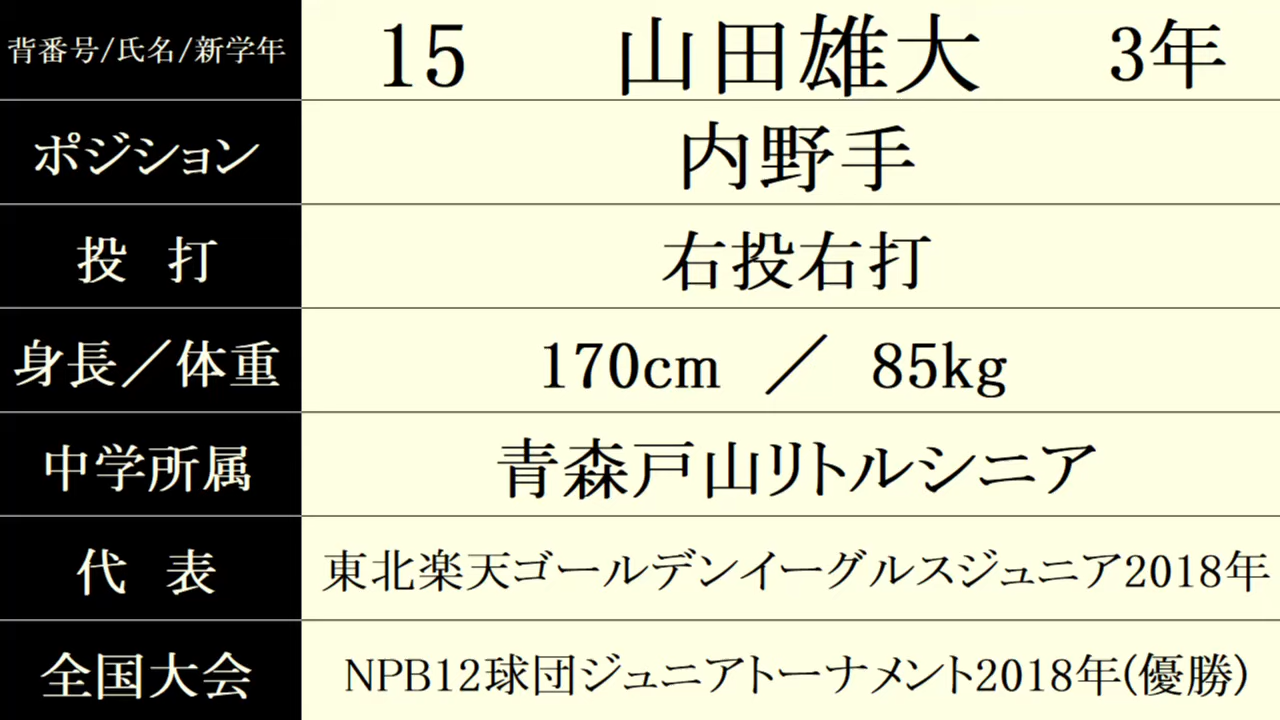 背番号/氏名/新学年 15 山田雄大 3年
ポジション 内野手
投 打 右投右打
身長／体重 170cm ／ 85kg
中学所属 青森戸山リトルシニア
代 表 東北楽天ゴールデンイーグルスジュニア2018年
全国大会 NPB12球団ジュニアトーナメント2018年(優勝)